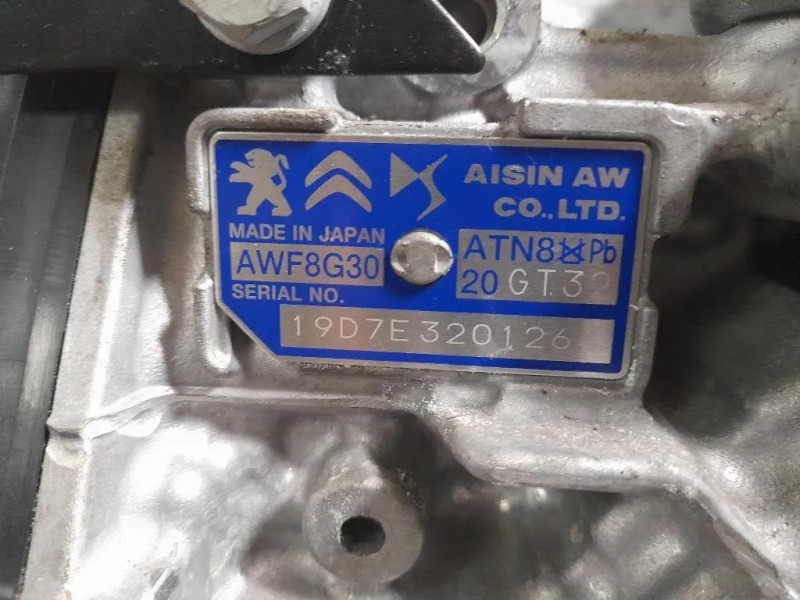 AISIN AW
CO., LTD.
MADE IN JAPAN
AWF8G30
ATN8 Pb
20 GT.32
SERIAL NO.
19D7E320126